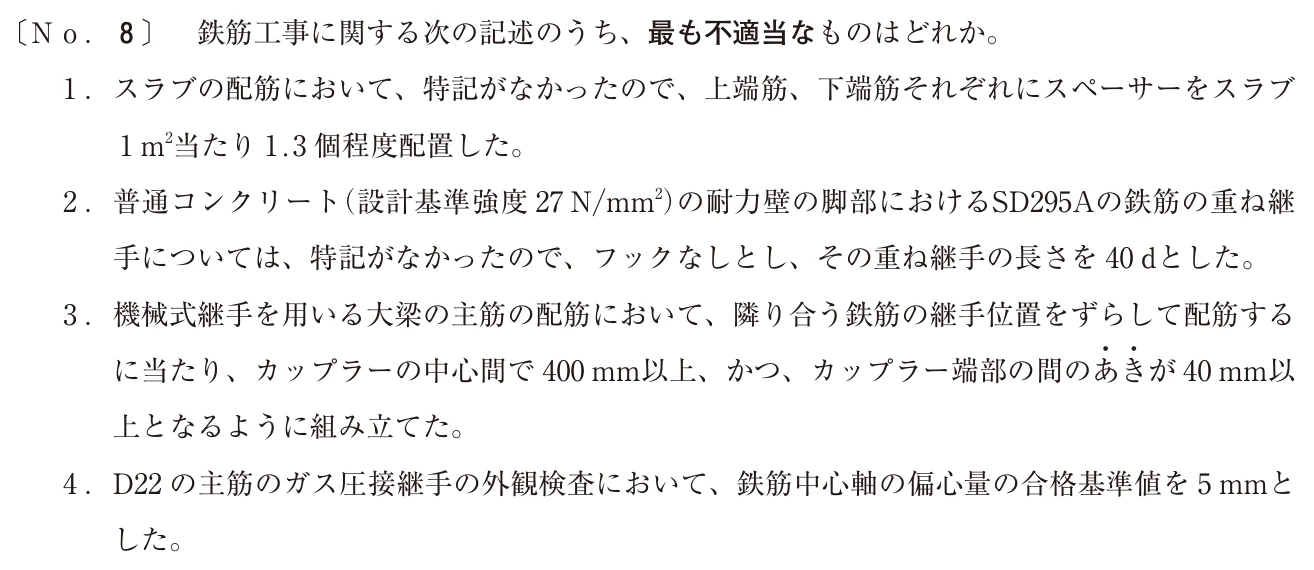 〔Ｎｏ． 8〕　鉄筋工事に関する次の記述のうち、最も不適当なものはどれか。
1．スラブの配筋において、特記がなかったので、上端筋、下端筋それぞれにスペーサーをスラブ
１m²当たり 1.3 個程度配置した。
2．普通コンクリート（設計基準強度 27 N/mm²）の耐力壁の脚部におけるSD295Aの鉄筋の重ね継
手については、特記がなかったので、フックなしとし、その重ね継手の長さを 40 dとした。
3．機械式継手を用いる大梁の主筋の配筋において、隣り合う鉄筋の継手位置をずらして配筋する
に当たり、カップラーの中心間で 400 mm以上、かつ、カップラー端部の間のあきが 40 mm以
上となるように組み立てた。
4．D22 の主筋のガス圧接継手の外観検査において、鉄筋中心軸の偏心量の合格基準値を 5 mmと
した。